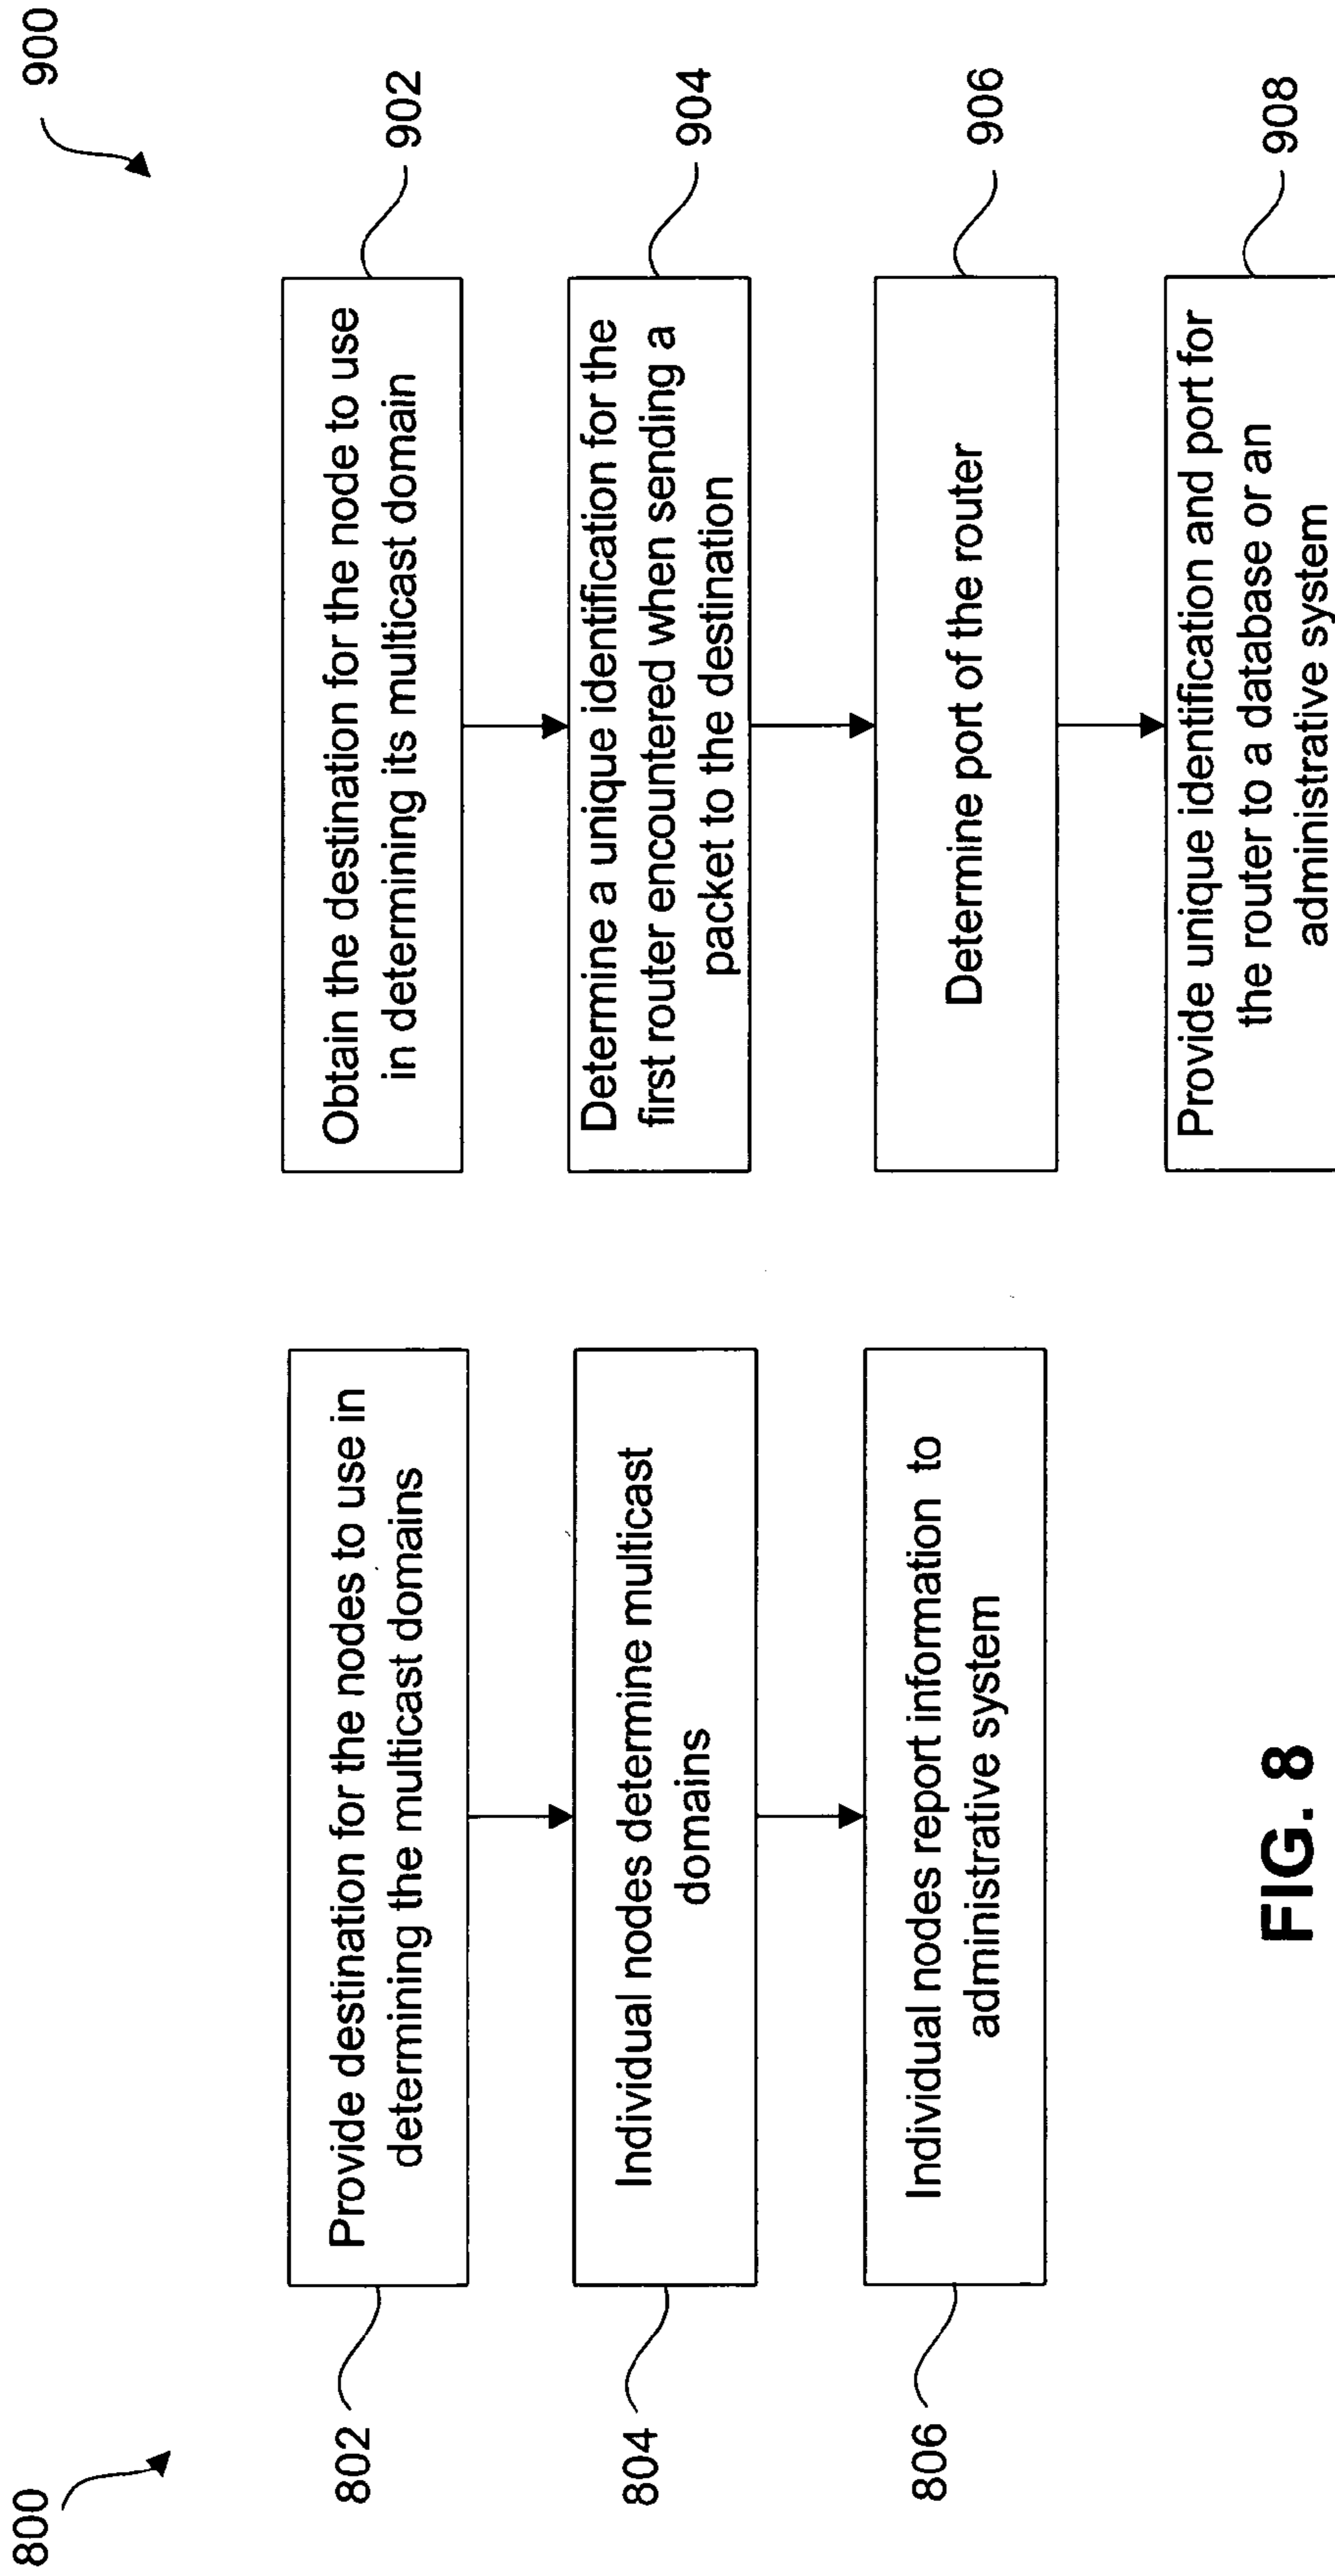 800
802
Provide destination for the nodes to use in
determining the multicast domains
804
Individual nodes determine multicast
domains
806
Individual nodes report information to
administrative system
FIG. 8
900
902
Obtain the destination for the node to use
in determining its multicast domain
904
Determine a unique identification for the
first router encountered when sending a
packet to the destination
906
Determine port of the router
908
Provide unique identification and port for
the router to a database or an
administrative system